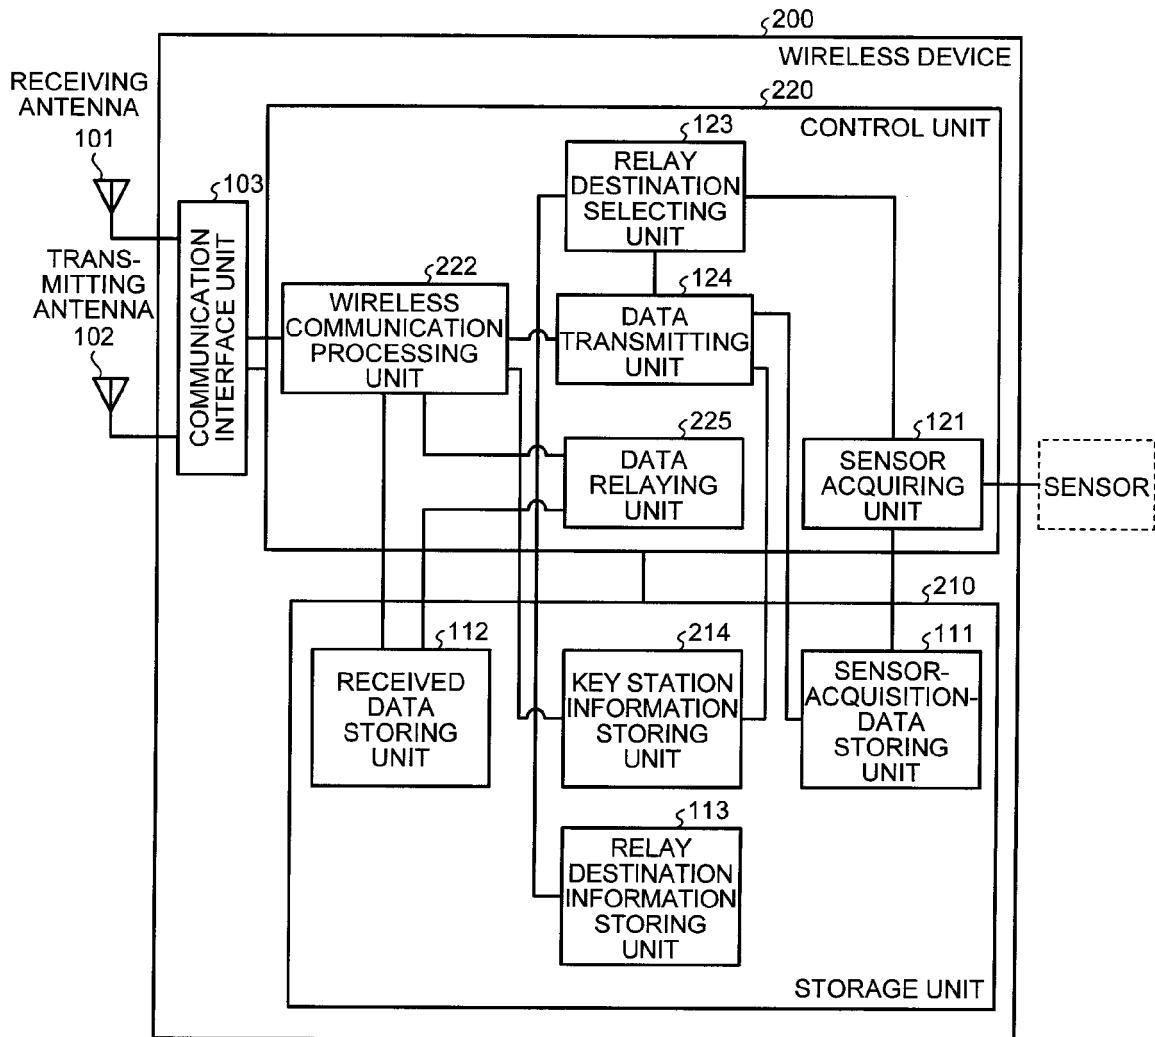 200
WIRELESS DEVICE
RECEIVING
ANTENNA
101
220
CONTROL UNIT
103
COMMUNICATION
INTERFACE UNIT
TRANS-
MITTING
ANTENNA
102
123
RELAY
DESTINATION
SELECTING
UNIT
222
WIRELESS
COMMUNICATION
PROCESSING
UNIT
124
DATA
TRANSMITTING
UNIT
225
DATA
RELAYING
UNIT
121
SENSOR
ACQUIRING
UNIT
SENSOR
210
112
RECEIVED
DATA
STORING
UNIT
214
KEY STATION
INFORMATION
STORING
UNIT
111
SENSOR-
ACQUISITION-
DATA
STORING
UNIT
113
RELAY
DESTINATION
INFORMATION
STORING
UNIT
STORAGE UNIT